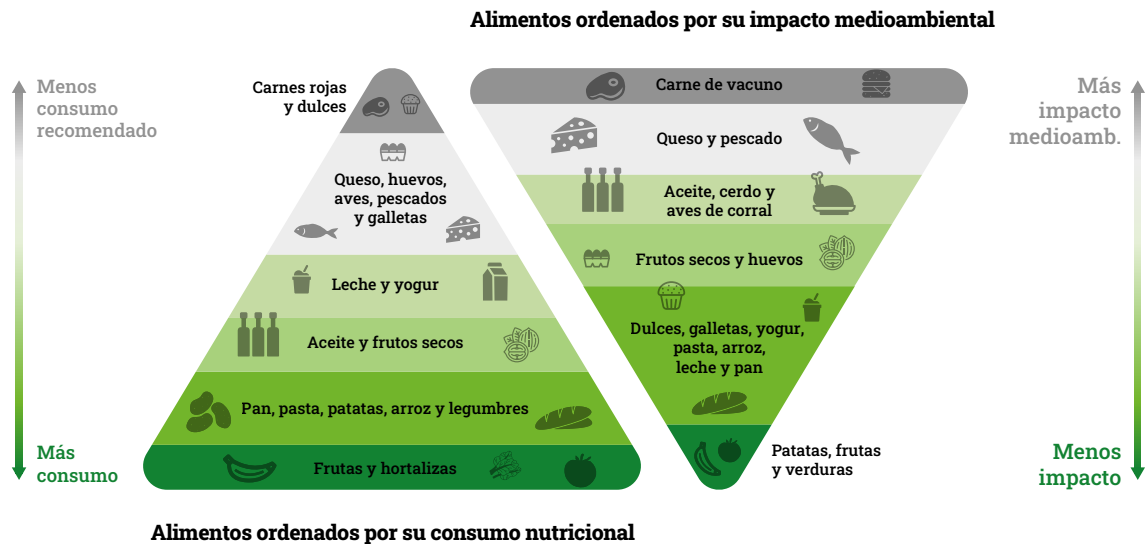 Alimentos ordenados por su impacto medioambiental
Menos
consumo
recomendado
Más
consumo
Carnes rojas
y dulces
Queso, huevos,
aves, pescados
y galletas
Leche y yogur
Aceite y frutos secos
Pan, pasta, patatas, arroz y legumbres
Frutas y hortalizas
Carne de vacuno
Queso y pescado
Aceite, cerdo y
aves de corral
Frutos secos y huevos
Dulces, galletas, yogur,
pasta, arroz,
leche y pan
Patatas, frutas
y verduras
Más
impacto
medioamb.
Menos
impacto
Alimentos ordenados por su consumo nutricional